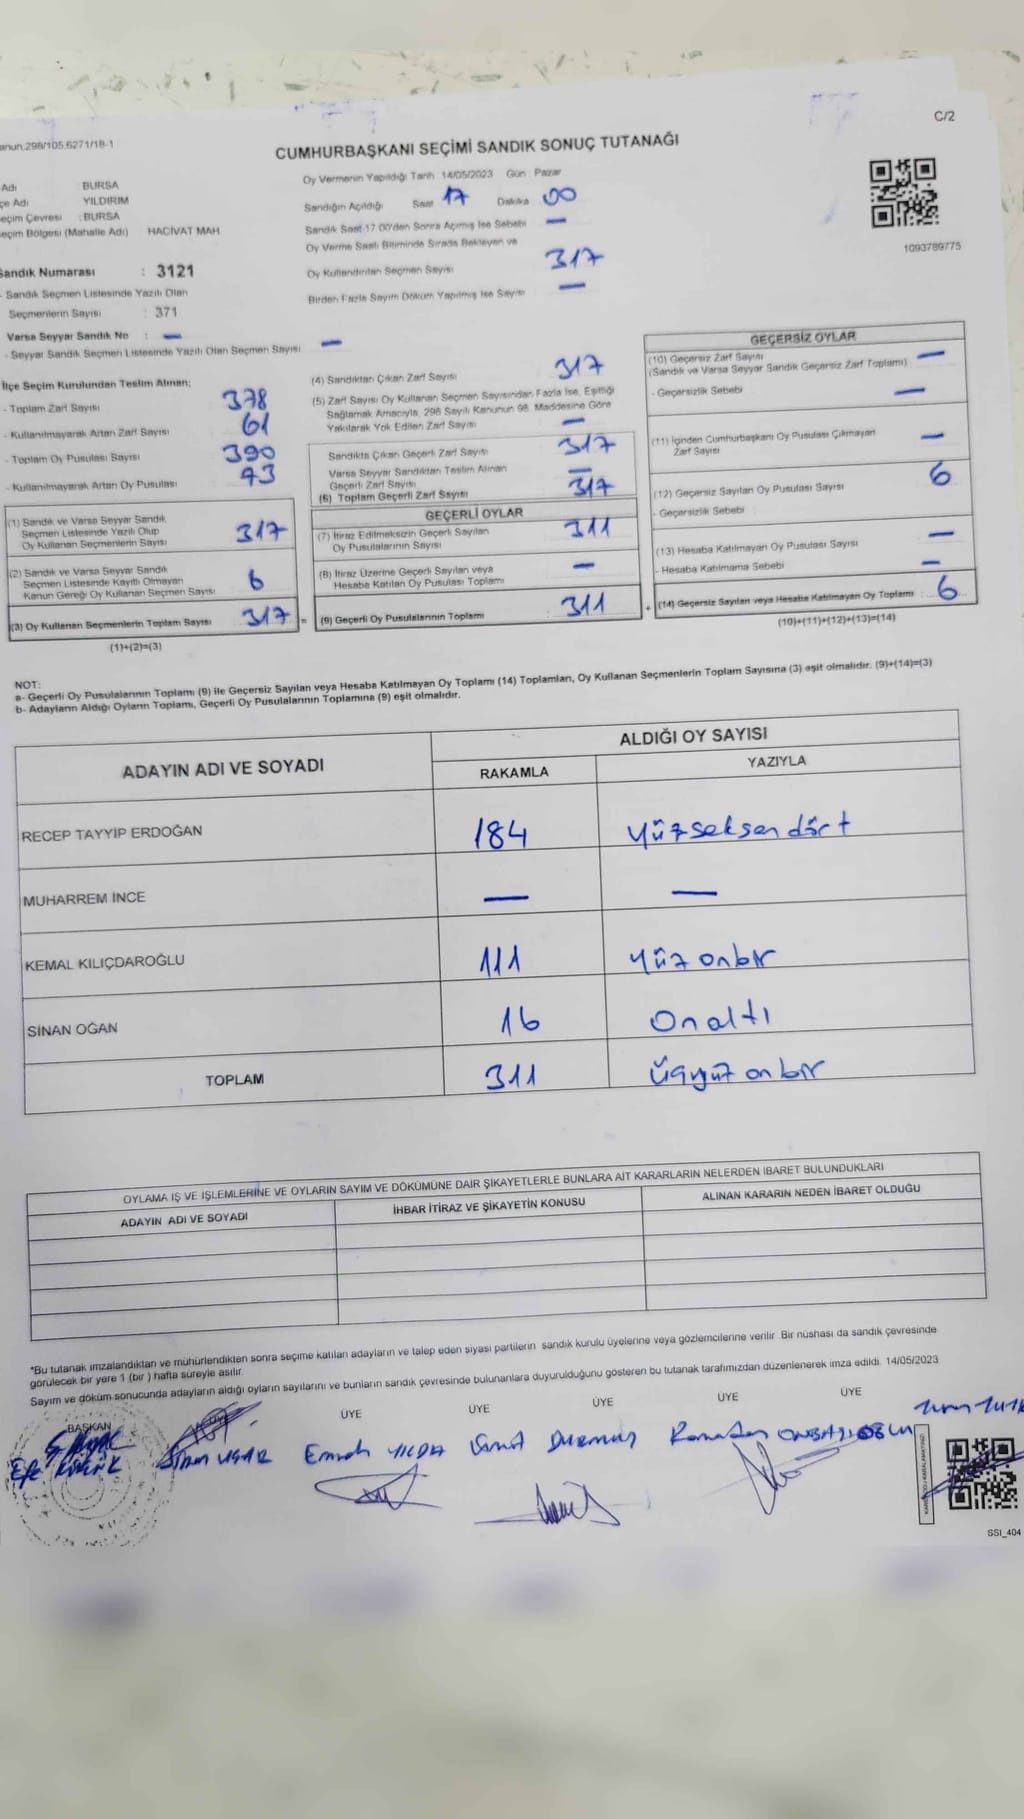 C/2
anun,298/105,6271/18-1
CUMHURBAŞKANI SEÇİMİ SANDIK SONUÇ TUTANAĞI
Adı : BURSA
çe Adı YILDIRIM
eçim Çevresi : BURSA
eçim Bölgesi (Mahalle Adı) HACİVAT MAH.
Sandık Numarası : 3121
- Sandık Seçmen Listesinde Yazılı Olan
Seçmenlerin Sayısı : 371
Varsa Seyyar Sandık No : —
- Seyyar Sandık Seçmen Listesinde Yazılı Olan Seçmen Sayısı —
Oy Vermenin Yapıldığı Tarih 14/05/2023 Gün : Pazar
Sandığın Açıldığı Saat 17 Dakika 00
Sandık Saat 17:00'den Sonra Açmış İse Sebebi —
Oy Verme Saati Bitiminde Sırada Bekleyen ve
Oy Kullandırılan Seçmen Sayısı 317
Birden Fazla Sayım Döküm Yapılmış İse Sayısı —
1093789775
İlçe Seçim Kurulundan Teslim Alınan;
- Toplam Zarf Sayısı 378
- Kullanılmayarak Artan Zarf Sayısı 61
- Toplam Oy Pusulası Sayısı 390
- Kullanılmayarak Artan Oy Pusulası 73
(1) Sandık ve Varsa Seyyar Sandık
Seçmen Listesinde Yazılı Olup
Oy Kullanan Seçmenlerin Sayısı 317
(2) Sandık ve Varsa Seyyar Sandık
Seçmen Listesinde Kayıtlı Olmayan
Kanun Gereği Oy Kullanan Seçmen Sayısı 6
(3) Oy Kullanan Seçmenlerin Toplam Sayısı 317 =
(1)+(2)=(3)
(4) Sandıktan Çıkan Zarf Sayısı 317
(5) Zarf Sayısı Oy Kullanan Seçmen Sayısından Fazla İse, Eşitliği
Sağlamak Amacıyla, 298 Sayılı Kanunun 98. Maddesine Göre
Yakılarak Yok Edilen Zarf Sayısı —
Sandıkta Çıkan Geçerli Zarf Sayısı 317
Varsa Seyyar Sandıktan Teslim Alınan
Geçerli Zarf Sayısı —
(6) Toplam Geçerli Zarf Sayısı 317
GEÇERLİ OYLAR
(7) İtiraz Edilmeksizin Geçerli Sayılan
Oy Pusulalarının Sayısı 311
(8) İtiraz Üzerine Geçerli Sayılan veya
Hesaba Katılan Oy Pusulası Toplamı —
(9) Geçerli Oy Pusulalarının Toplamı 311 +
GEÇERSİZ OYLAR
(10) Geçersiz Zarf Sayısı —
(Sandık ve Varsa Seyyar Sandık Geçersiz Zarf Toplamı)
- Geçersizlik Sebebi —
(11) İçinden Cumhurbaşkanı Oy Pusulası Çıkmayan
Zarf Sayısı —
(12) Geçersiz Sayılan Oy Pusulası Sayısı 6
- Geçersizlik Sebebi
(13) Hesaba Katılmayan Oy Pusulası Sayısı —
- Hesaba Katılmama Sebebi —
(14) Geçersiz Sayılan veya Hesaba Katılmayan Oy Toplamı : 6
(10)+(11)+(12)+(13)=(14)
NOT:
a- Geçerli Oy Pusulalarının Toplamı (9) ile Geçersiz Sayılan veya Hesaba Katılmayan Oy Toplamı (14) Toplamları, Oy Kullanan Seçmenlerin Toplam Sayısına (3) eşit olmalıdır. (9)+(14)=(3)
b- Adayların Aldığı Oyların Toplamı, Geçerli Oy Pusulalarının Toplamına (9) eşit olmalıdır.
ADAYIN ADI VE SOYADI ALDIĞI OY SAYISI
RAKAMLA YAZIYLA
RECEP TAYYİP ERDOĞAN 184 Yüzseksen dört
MUHARREM İNCE — —
KEMAL KILIÇDAROĞLU 111 Yüz onbir
SİNAN OĞAN 16 Onaltı
TOPLAM 311 Üçyüz on bir
OYLAMA İŞ VE İŞLEMLERİNE VE OYLARIN SAYIM VE DÖKÜMÜNE DAİR ŞİKAYETLERLE BUNLARA AİT KARARLARIN NELERDEN İBARET BULUNDUKLARI
ADAYIN ADI VE SOYADI İHBAR İTİRAZ VE ŞİKAYETİN KONUSU ALINAN KARARIN NEDEN İBARET OLDUĞU
*Bu tutanak imzalandıktan ve mühürlendikten sonra seçime katılan adayların ve talep eden siyasi partilerin sandık kurulu üyelerine veya gözlemcilerine verilir. Bir nüshası da sandık çevresinde
görülecek bir yere 1 (bir ) hafta süreyle asılır.
Sayım ve döküm sonucunda adayların aldığı oyların sayılarını ve bunların sandık çevresinde bulunanlara duyurulduğunu gösteren bu tutanak tarafımızdan düzenlenerek imza edildi. 14/05/2023
BAŞKAN ÜYE ÜYE ÜYE ÜYE ÜYE ÜYE
Sinan UĞAR Emrah YILDIZ Ramazan
SSI_404